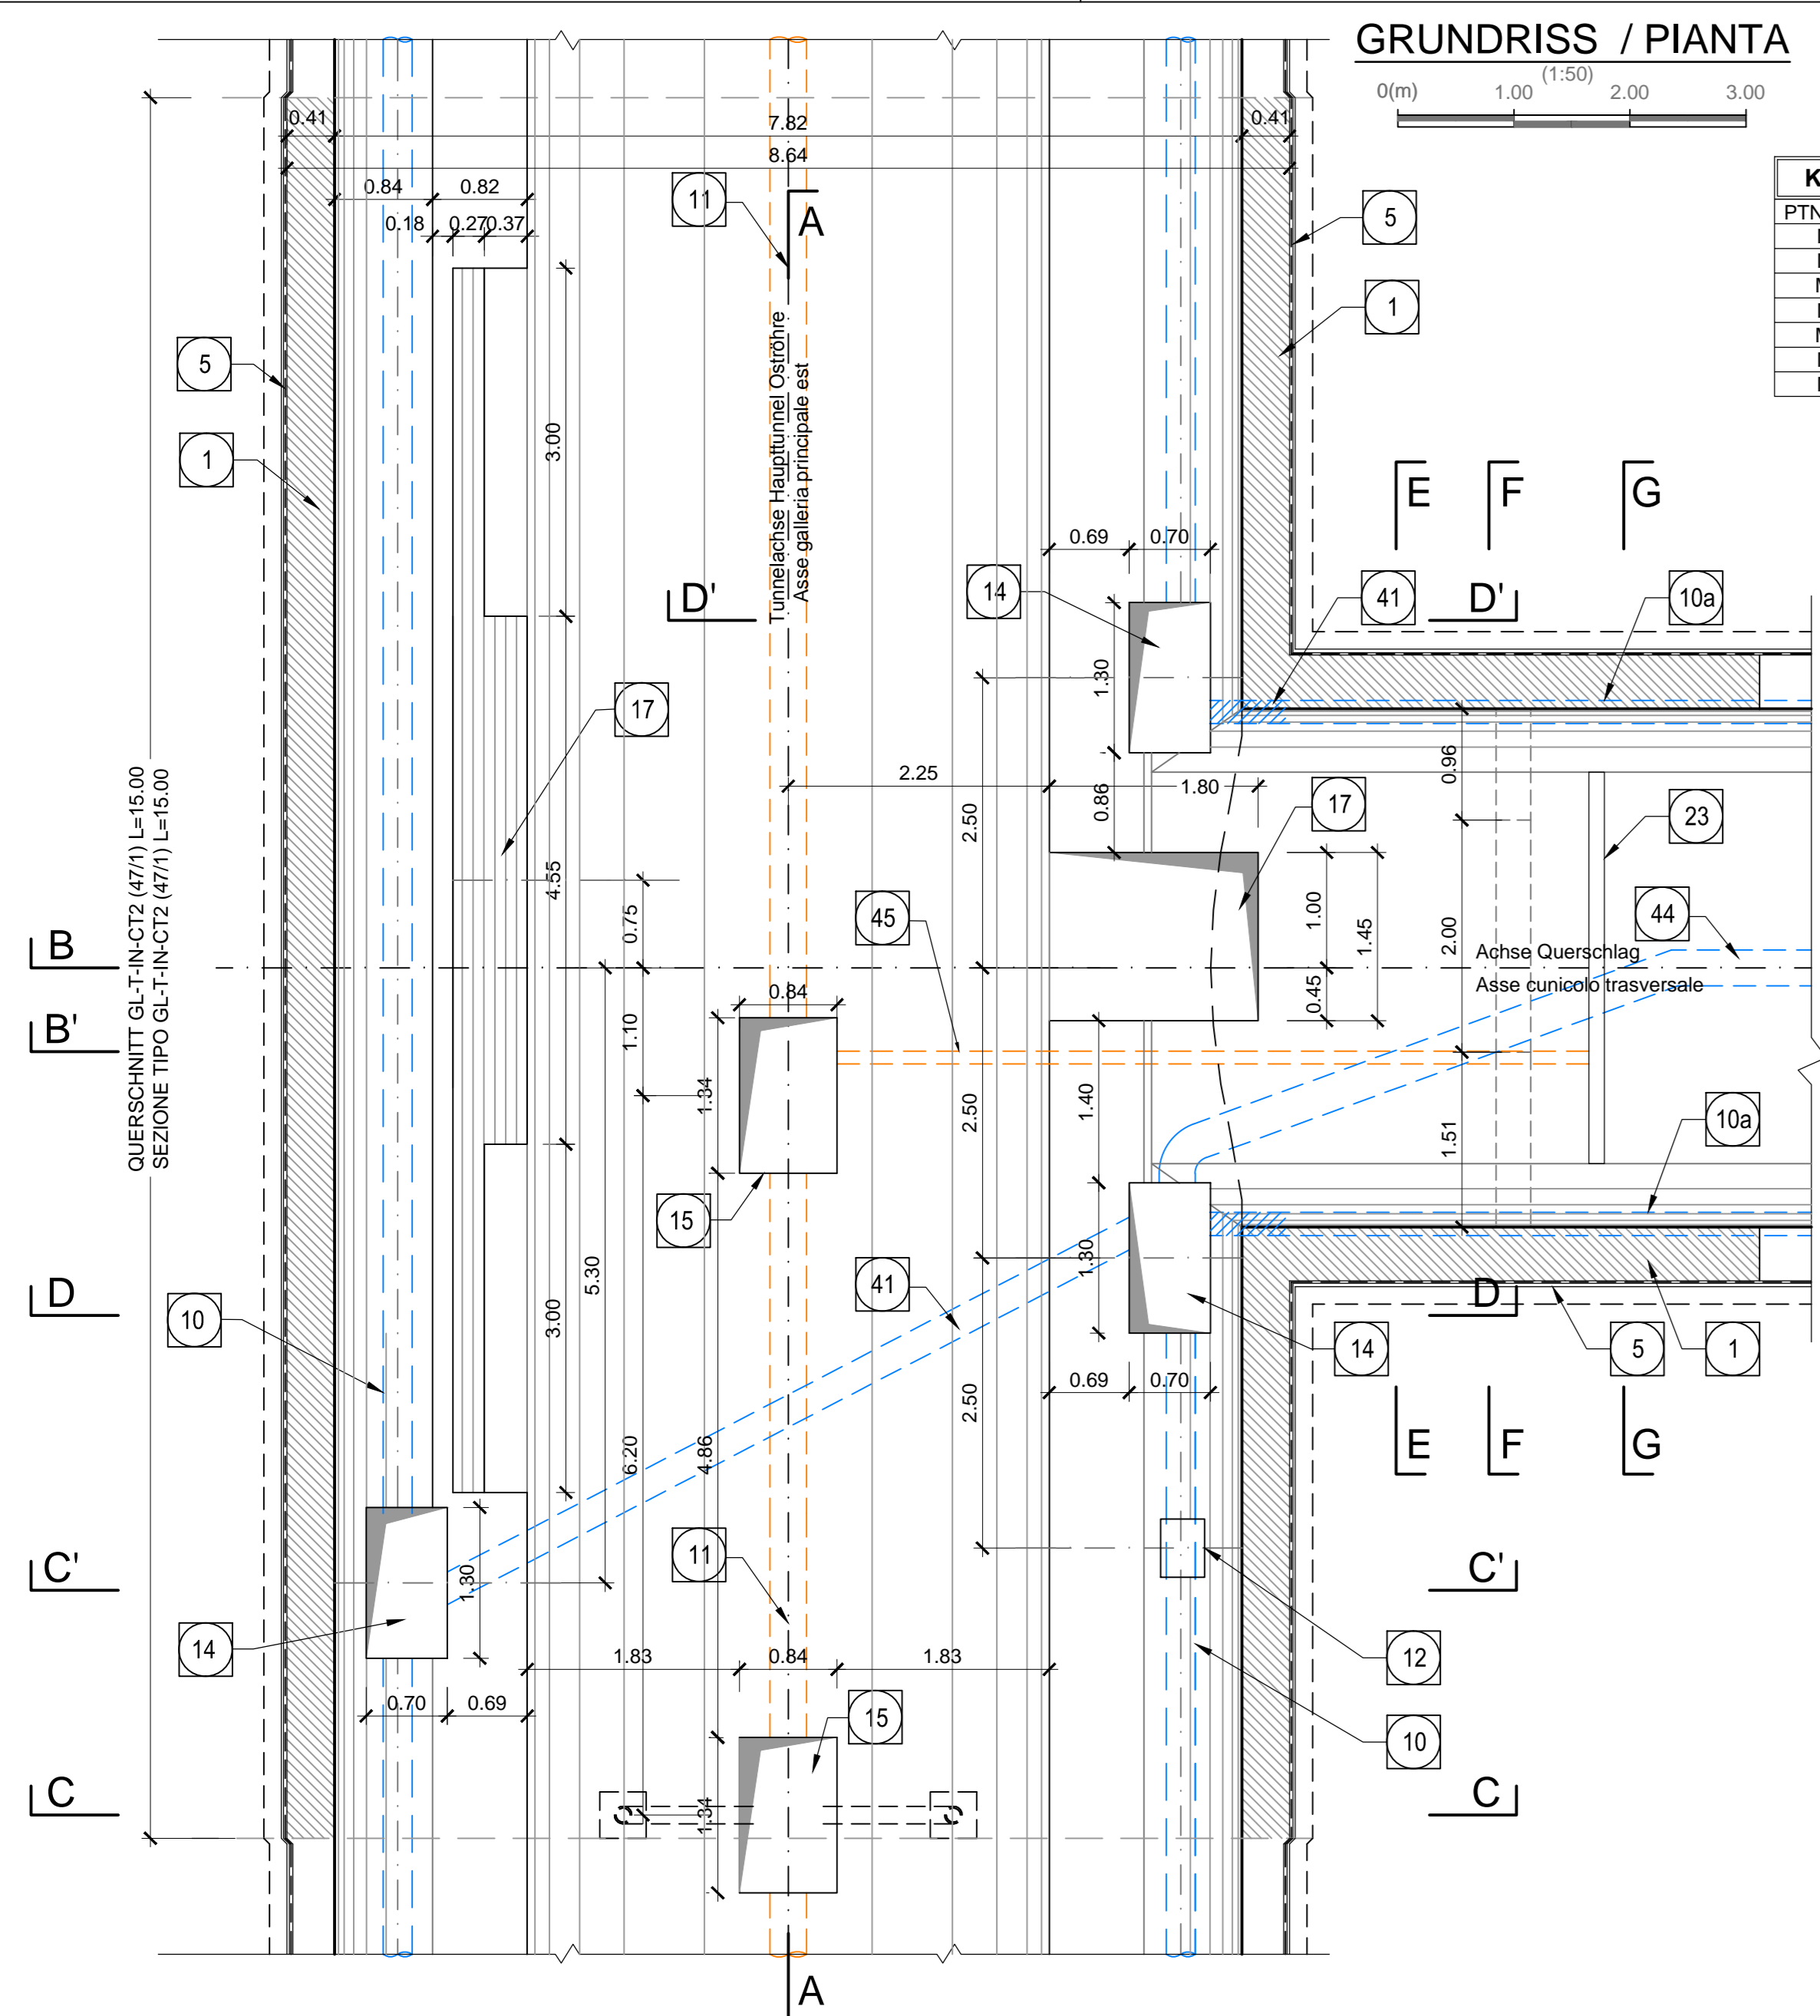 GRUNDRISS / PIANTA
(1:50)
0(m) 1.00 2.00 3.00
0.41 7.82 0.41
8.64
0.84 0.82
0.18 0.27 0.37
11
A
5
1
5
1
3.00
Tunnelachse Haupttunnel Oströhre
Asse galleria principale est
E F G
0.69 0.70
14
D'
41
D'
10a
17
1.30
0.96
2.25
1.80
0.86
17
23
2.50
QUERSCHNITT GL-T-IN-CT2 (47/1) L=15.00
SEZIONE TIPO GL-T-IN-CT2 (47/1) L=15.00
4.55
0.75
45
1.00
1.45
2.00
44
B
Achse Querschlag
Asse cunicolo trasversale
0.84
0.45
B'
1.10
1.34
1.40
2.50
1.51
10a
15
5.30
41
1.30
D
D
10
3.00
14
5
1
0.69 0.70
2.50
6.20
4.86
E F G
11
C'
1.30
C'
14
12
1.83 0.84 1.83
0.70 0.69
15
10
C
1.34
C
A